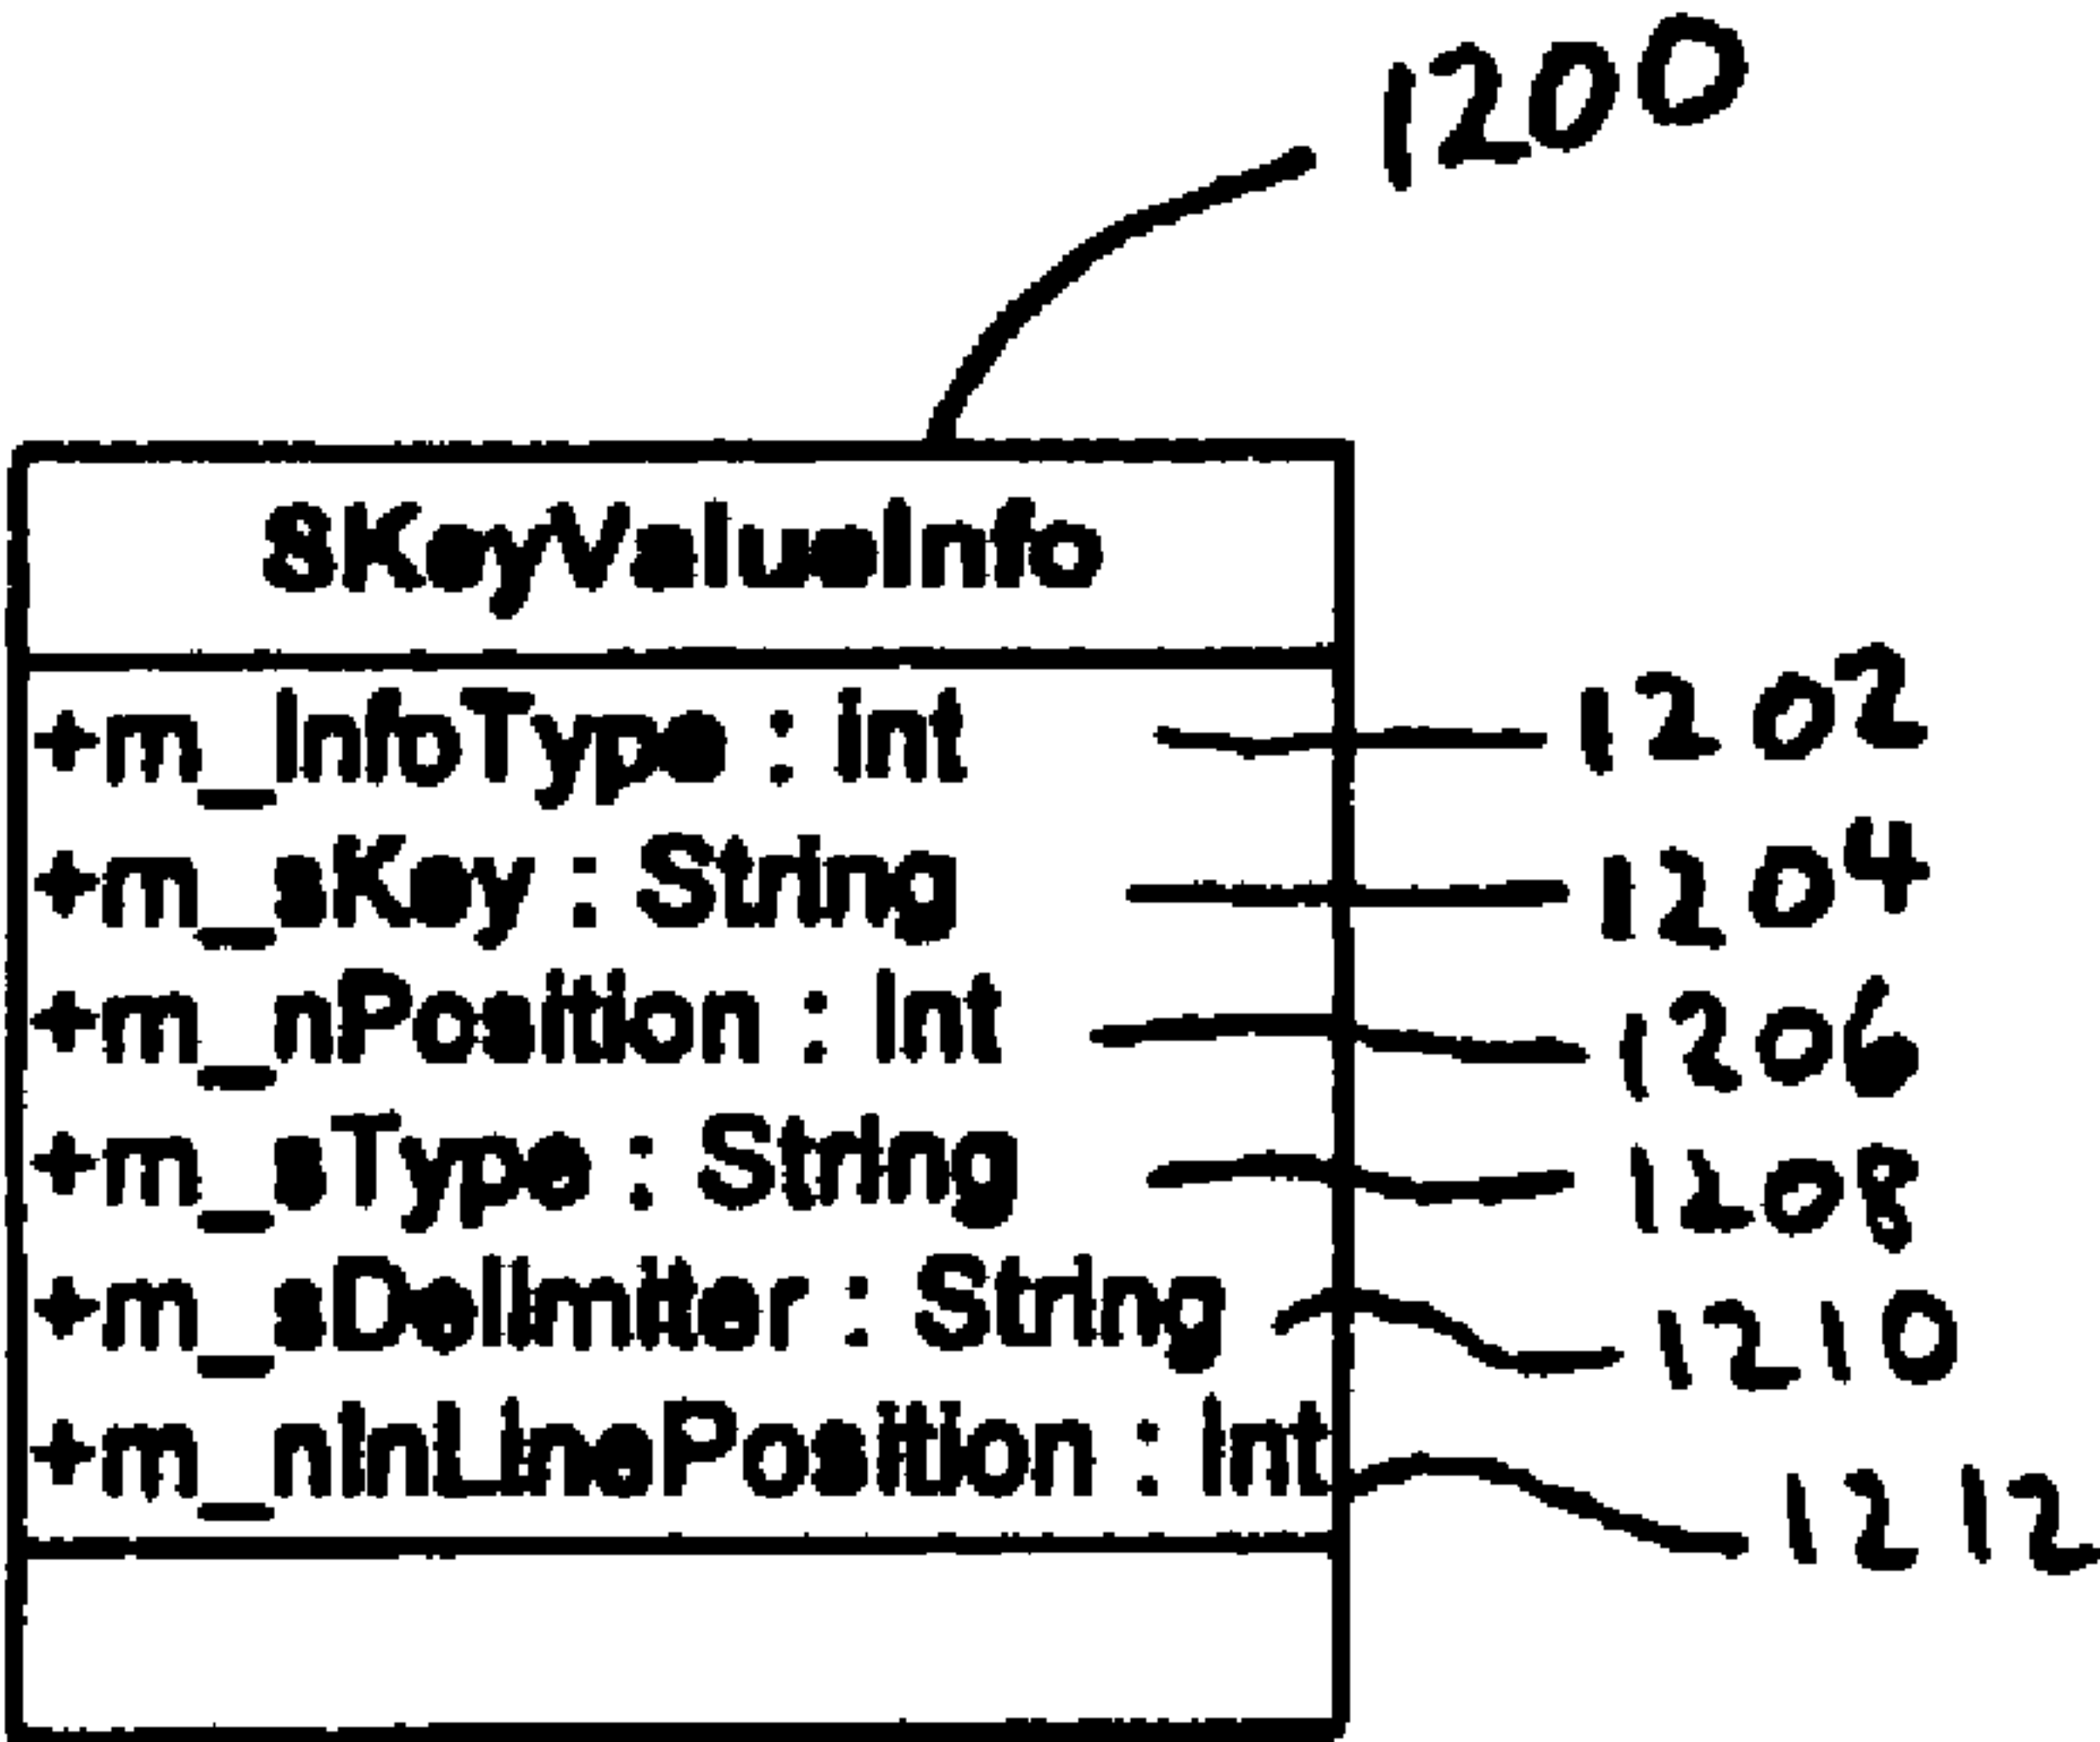 1200
SKeyValueInfo
+m_InfoType : int 1202
+m_sKey : String 1204
+m_nPosition : Int 1206
+m_sType : String 1208
+m_sDelimiter : String 1210
+m_nInLinePosition : Int 1212